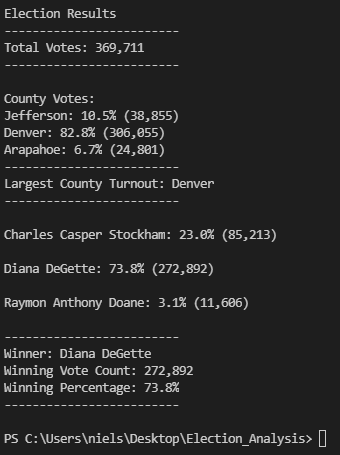 Election Results
-------------------------
Total Votes: 369,711
-------------------------
County Votes:
Jefferson: 10.5% (38,855)
Denver: 82.8% (306,055)
Arapahoe: 6.7% (24,801)
-------------------------
Largest County Turnout: Denver
-------------------------
Charles Casper Stockham: 23.0% (85,213)
Diana DeGette: 73.8% (272,892)
Raymon Anthony Doane: 3.1% (11,606)
-------------------------
Winner: Diana DeGette
Winning Vote Count: 272,892
Winning Percentage: 73.8%
-------------------------
PS C:\Users\niels\Desktop\Election_Analysis>